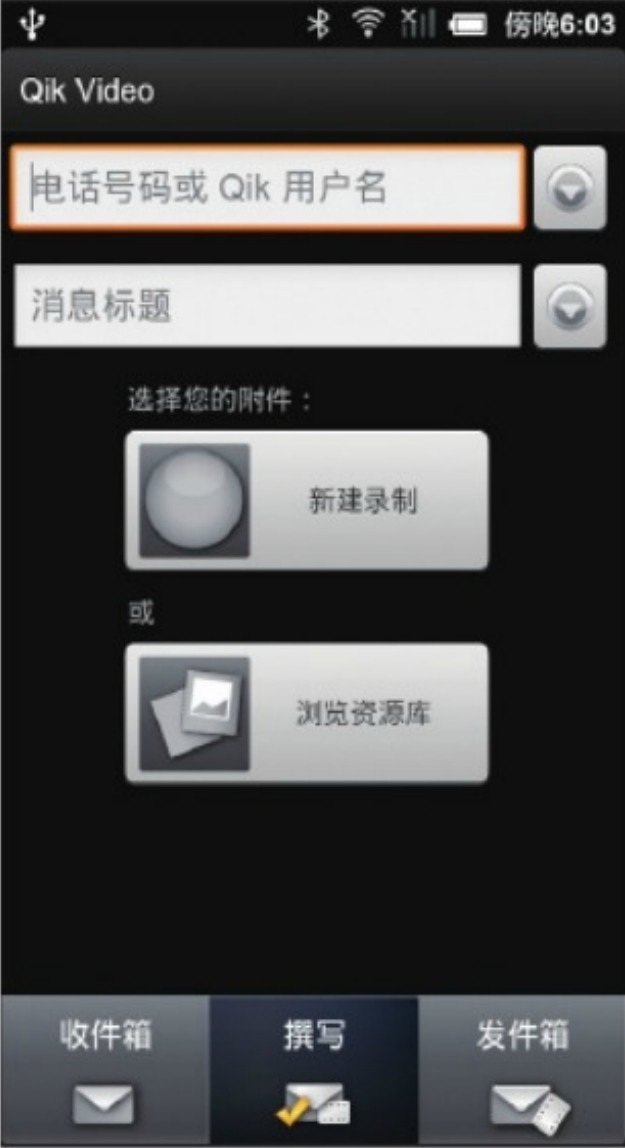 傍晚6:03
Qik Video
电话号码或 Qik 用户名
消息标题
选择您的附件：
新建录制
或
浏览资源库
收件箱
撰写
发件箱